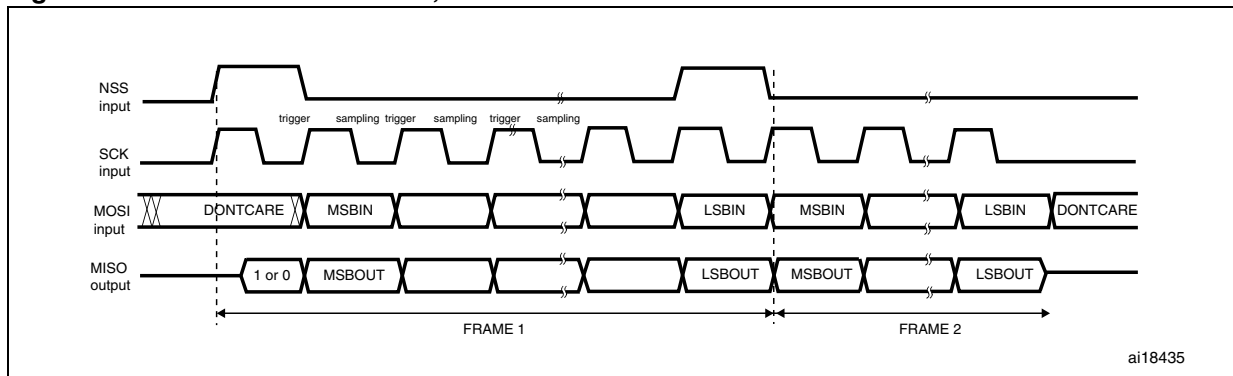 NSS
input
trigger sampling trigger sampling trigger sampling
SCK
input
MOSI
input
DONTCARE MSBIN LSBIN MSBIN LSBIN DONTCARE
MISO
output
1 or 0 MSBOUT LSBOUT MSBOUT LSBOUT
FRAME 1 FRAME 2
ai18435